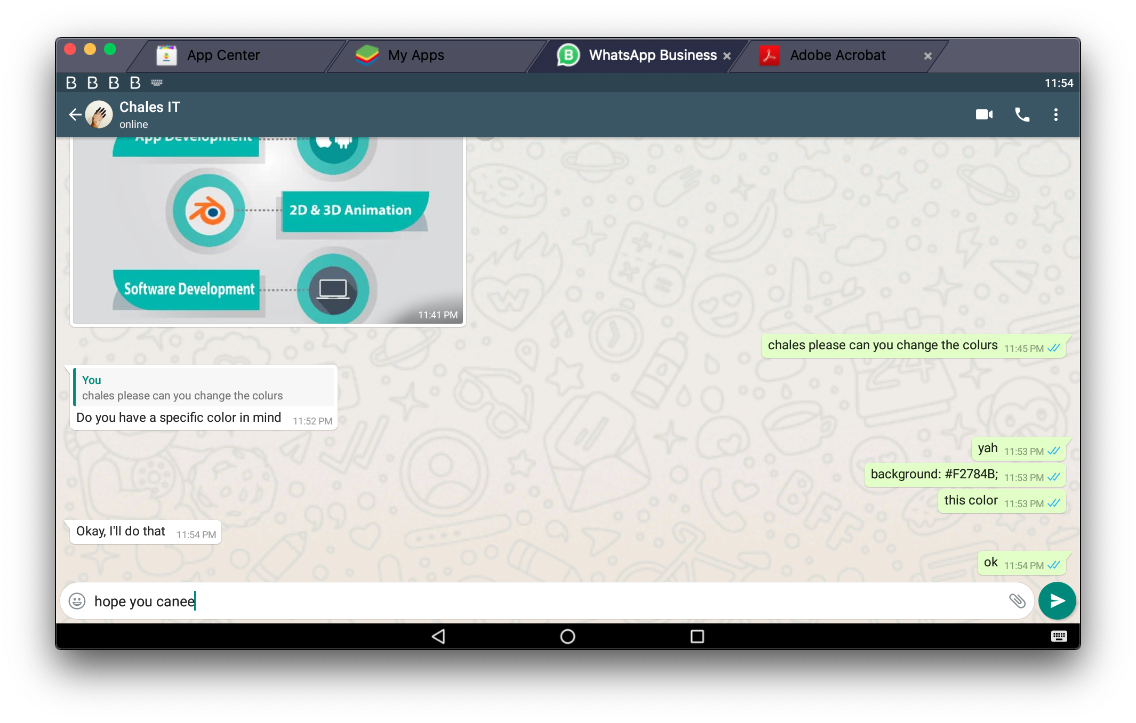 App Center
My Apps
WhatsApp Business
Adobe Acrobat
11:54
Chales IT
online
App Development
2D & 3D Animation
Software Development
11:41 PM
chales please can you change the colurs 11:45 PM
You
chales please can you change the colurs
Do you have a specific color in mind 11:52 PM
yah 11:53 PM
background: #F2784B; 11:53 PM
this color 11:53 PM
Okay, I'll do that 11:54 PM
ok 11:54 PM
hope you canee